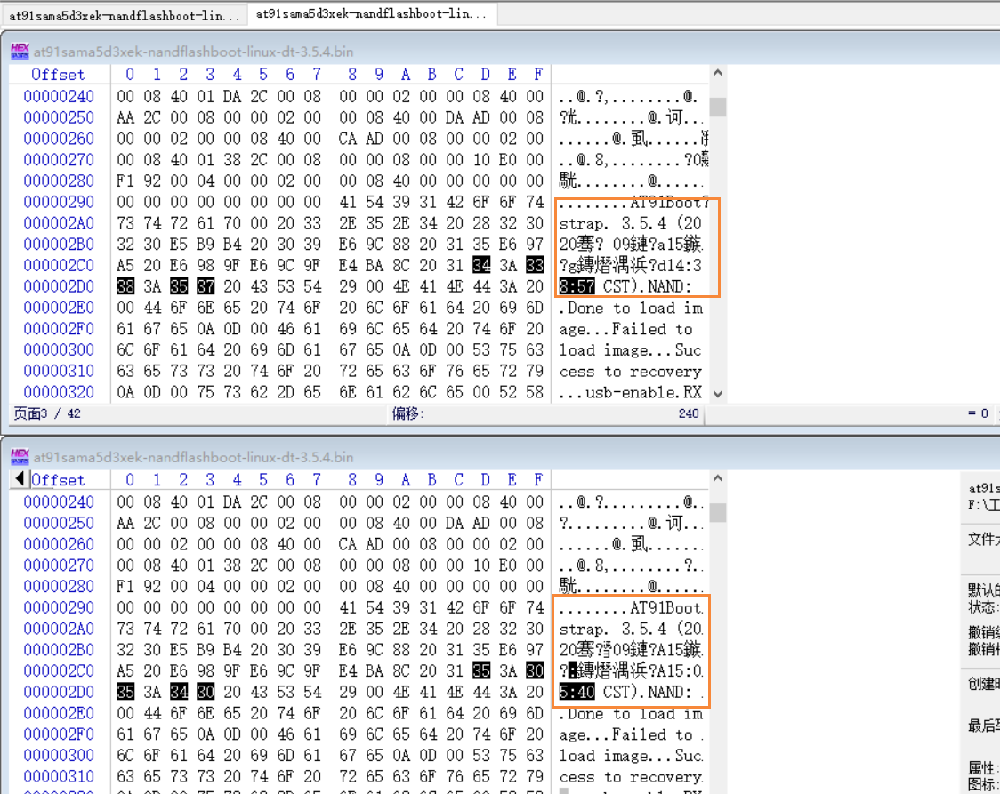 at91sama5d3xek-nandflashboot-lin... at91sama5d3xek-nandflashboot-lin...
at91sama5d3xek-nandflashboot-linux-dt-3.5.4.bin
Offset 0 1 2 3 4 5 6 7 8 9 A B C D E F
00000240 00 08 40 01 DA 2C 00 08 00 00 02 00 00 08 40 00 ..@.?,........@.
00000250 AA 2C 00 08 00 00 02 00 00 08 40 00 DA AD 00 08 ?........@.诃...
00000260 00 00 02 00 00 08 40 00 CA AD 00 08 00 00 02 00 ......@.虱......
00000270 00 08 40 01 38 2C 00 08 00 00 08 00 00 10 E0 00 ..@.8,........?0
00000280 F1 92 00 04 00 00 02 00 00 08 40 00 00 00 00 00 駫........@......
00000290 00 00 00 00 00 00 00 00 41 54 39 31 42 6F 6F 74 ........AT91Boot?
000002A0 73 74 72 61 70 00 20 33 2E 35 2E 34 20 28 32 30 strap. 3.5.4 (20
000002B0 32 30 E5 B9 B4 20 30 39 E6 9C 88 20 31 35 E6 97 20骞? 09鏈?a15鏃.
000002C0 A5 20 E6 98 9F E6 9C 9F E4 BA 8C 20 31 34 3A 33 ?g鏄熸湡浜?d14:3
000002D0 38 3A 35 37 20 43 53 54 29 00 4E 41 4E 44 3A 20 8:57 CST).NAND:
000002E0 00 44 6F 6E 65 20 74 6F 20 6C 6F 61 64 20 69 6D .Done to load im
000002F0 61 67 65 0A 0D 00 46 61 69 6C 65 64 20 74 6F 20 age...Failed to
00000300 6C 6F 61 64 20 69 6D 61 67 65 0A 0D 00 53 75 63 load image...Suc
00000310 63 65 73 73 20 74 6F 20 72 65 63 6F 76 65 72 79 cess to recovery
00000320 0A 0D 00 75 73 62 2D 65 6E 61 62 6C 65 00 52 58 ...usb-enable.RX
页面3 / 42 偏移: 240 = 0
at91sama5d3xek-nandflashboot-linux-dt-3.5.4.bin
Offset 0 1 2 3 4 5 6 7 8 9 A B C D E F
00000240 00 08 40 01 DA 2C 00 08 00 00 02 00 00 08 40 00 ..@.?.........@..
00000250 AA 2C 00 08 00 00 02 00 00 08 40 00 DA AD 00 08 ?.........@.诃...
00000260 00 00 02 00 00 08 40 00 CA AD 00 08 00 00 02 00 ......@.虱.......
00000270 00 08 40 01 38 2C 00 08 00 00 08 00 00 10 E0 00 ..@.8,........?..
00000280 F1 92 00 04 00 00 02 00 00 08 40 00 00 00 00 00 駫........@......
00000290 00 00 00 00 00 00 00 00 41 54 39 31 42 6F 6F 74 ........AT91Boot.
000002A0 73 74 72 61 70 00 20 33 2E 35 2E 34 20 28 32 30 strap. 3.5.4 (20.
000002B0 32 30 E5 B9 B4 20 30 39 E6 9C 88 20 31 35 E6 97 20骞?09鏈?A15鏃.
000002C0 A5 20 E6 98 9F E6 9C 9F E4 BA 8C 20 31 35 3A 30 ?:鏄熸湡浜?A15:0
000002D0 35 3A 34 30 20 43 53 54 29 00 4E 41 4E 44 3A 20 5:40 CST).NAND: .
000002E0 00 44 6F 6E 65 20 74 6F 20 6C 6F 61 64 20 69 6D .Done to load im
000002F0 61 67 65 0A 0D 00 46 61 69 6C 65 64 20 74 6F 20 age...Failed to .
00000300 6C 6F 61 64 20 69 6D 61 67 65 0A 0D 00 53 75 63 load image...Suc.
00000310 63 65 73 73 20 74 6F 20 72 65 63 6F 76 65 72 79 cess to recovery.
at91s
F:\工
文件大
默认的
状态:
撤销级
撤销
创建时
最后写
属性:
图标: